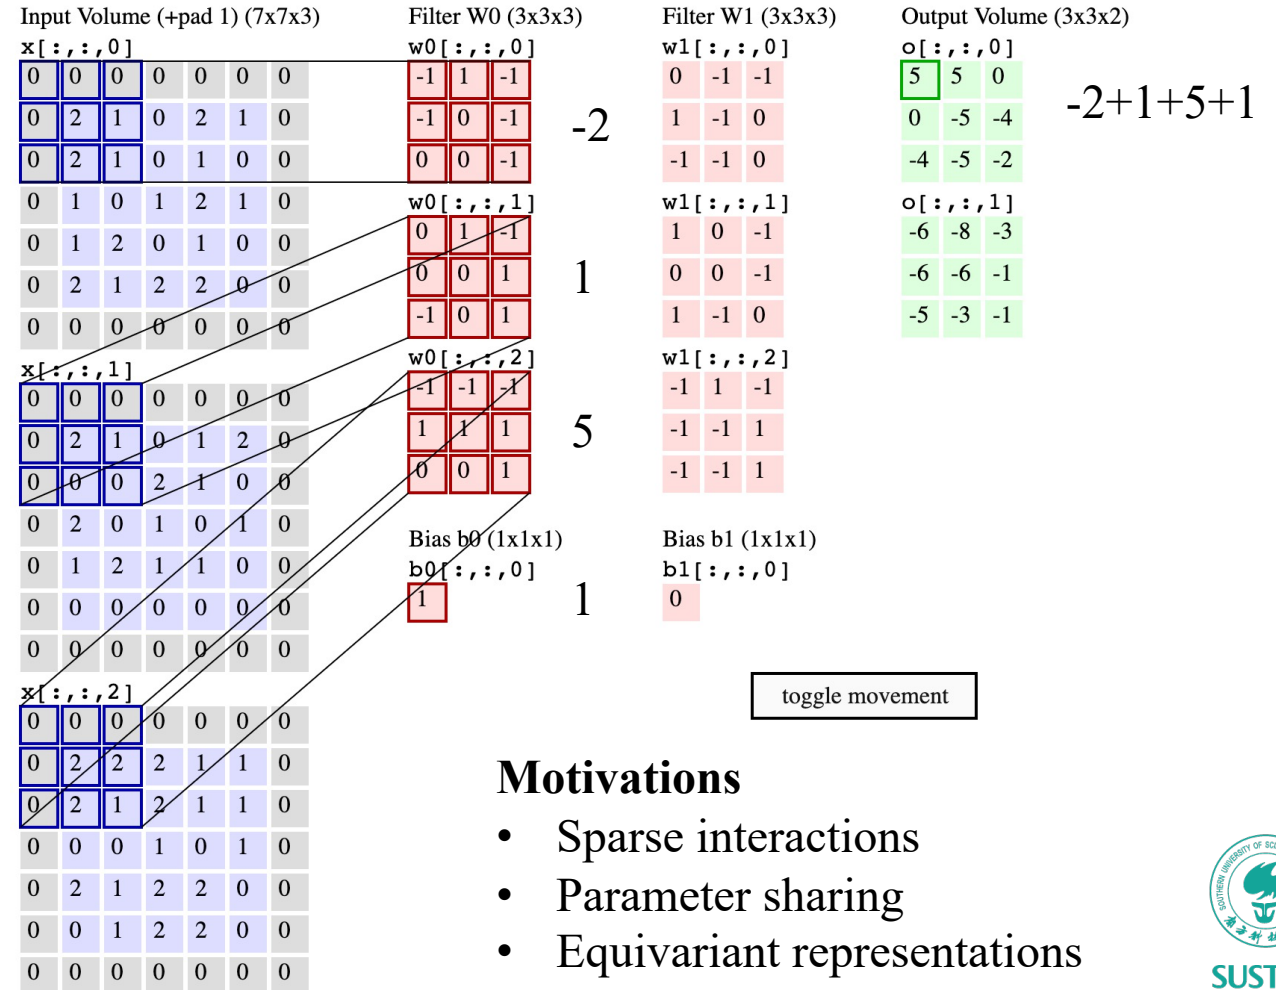 Input Volume (+pad 1) (7x7x3)
x[:,:,0]
0 0 0 0 0 0 0
0 2 1 0 2 1 0
0 2 1 0 1 0 0
0 1 0 1 2 1 0
0 1 2 0 1 0 0
0 2 1 2 2 0 0
0 0 0 0 0 0 0
x[:,:,1]
0 0 0 0 0 0 0
0 2 1 0 1 2 0
0 0 0 2 1 0 0
0 2 0 1 0 1 0
0 1 2 1 1 0 0
0 0 0 0 0 0 0
0 0 0 0 0 0 0
x[:,:,2]
0 0 0 0 0 0 0
0 2 2 2 1 1 0
0 2 1 2 1 1 0
0 0 0 1 0 1 0
0 2 1 2 2 0 0
0 0 1 2 2 0 0
0 0 0 0 0 0 0
Filter W0 (3x3x3)
w0[:,:,0]
-1 1 -1
-1 0 -1
0 0 -1
-2
w0[:,:,1]
0 1 -1
0 0 1
-1 0 1
1
w0[:,:,2]
-1 -1 -1
1 1 1
0 0 1
5
Bias b0 (1x1x1)
b0[:,:,0]
1
1
Filter W1 (3x3x3)
w1[:,:,0]
0 -1 -1
1 -1 0
-1 -1 0
w1[:,:,1]
1 0 -1
0 0 -1
1 -1 0
w1[:,:,2]
-1 1 -1
-1 -1 1
-1 -1 1
Bias b1 (1x1x1)
b1[:,:,0]
0
Output Volume (3x3x2)
o[:,:,0]
5 5 0
0 -5 -4
-4 -5 -2
o[:,:,1]
-6 -8 -3
-6 -6 -1
-5 -3 -1
-2+1+5+1
toggle movement
Motivations
• Sparse interactions
• Parameter sharing
• Equivariant representations